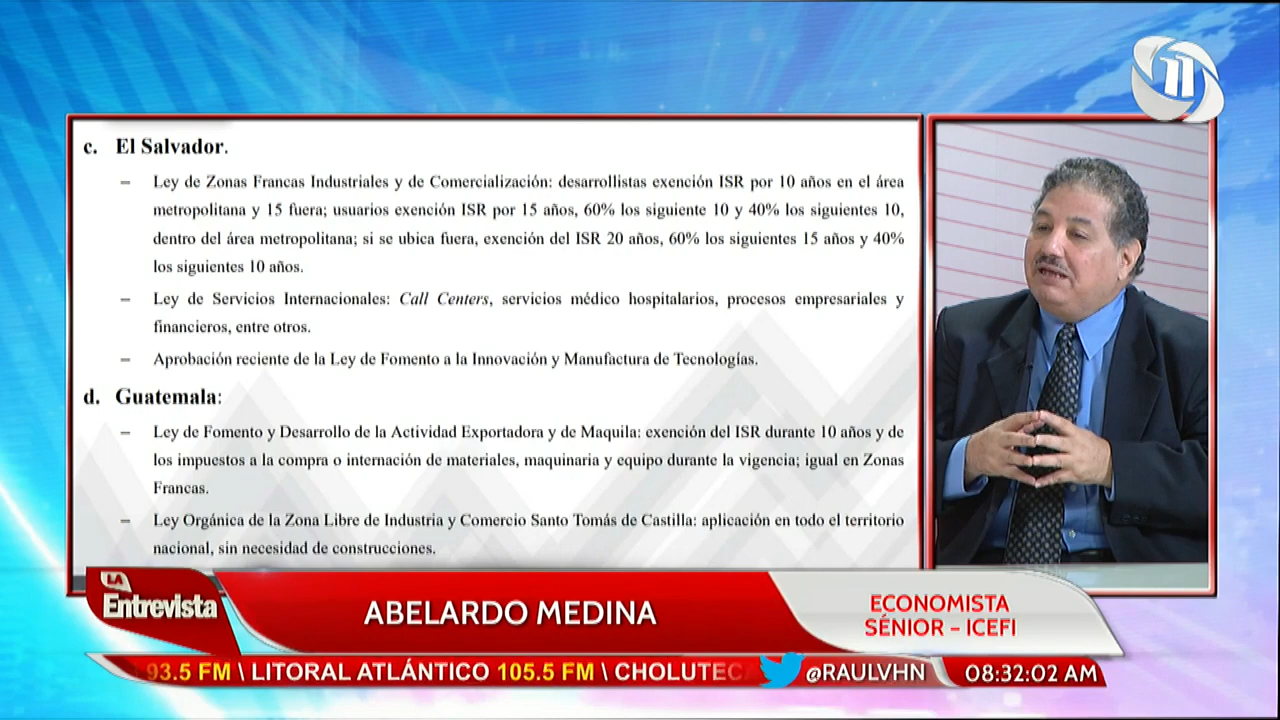 11
c. El Salvador.
– Ley de Zonas Francas Industriales y de Comercialización: desarrollistas exención ISR por 10 años en el área
metropolitana y 15 fuera; usuarios exención ISR por 15 años, 60% los siguiente 10 y 40% los siguientes 10,
dentro del área metropolitana; si se ubica fuera, exención del ISR 20 años, 60% los siguientes 15 años y 40%
los siguientes 10 años.
– Ley de Servicios Internacionales: Call Centers, servicios médico hospitalarios, procesos empresariales y
financieros, entre otros.
– Aprobación reciente de la Ley de Fomento a la Innovación y Manufactura de Tecnologías.
d. Guatemala:
– Ley de Fomento y Desarrollo de la Actividad Exportadora y de Maquila: exención del ISR durante 10 años y de
los impuestos a la compra o internación de materiales, maquinaria y equipo durante la vigencia; igual en Zonas
Francas.
– Ley Orgánica de la Zona Libre de Industria y Comercio Santo Tomás de Castilla: aplicación en todo el territorio
nacional, sin necesidad de construcciones.
LA
Entrevista
ABELARDO MEDINA
ECONOMISTA
SÉNIOR – ICEFI
93.5 FM \ LITORAL ATLÁNTICO 105.5 FM \ CHOLUTEC
@RAULVHN
08:32:02 AM